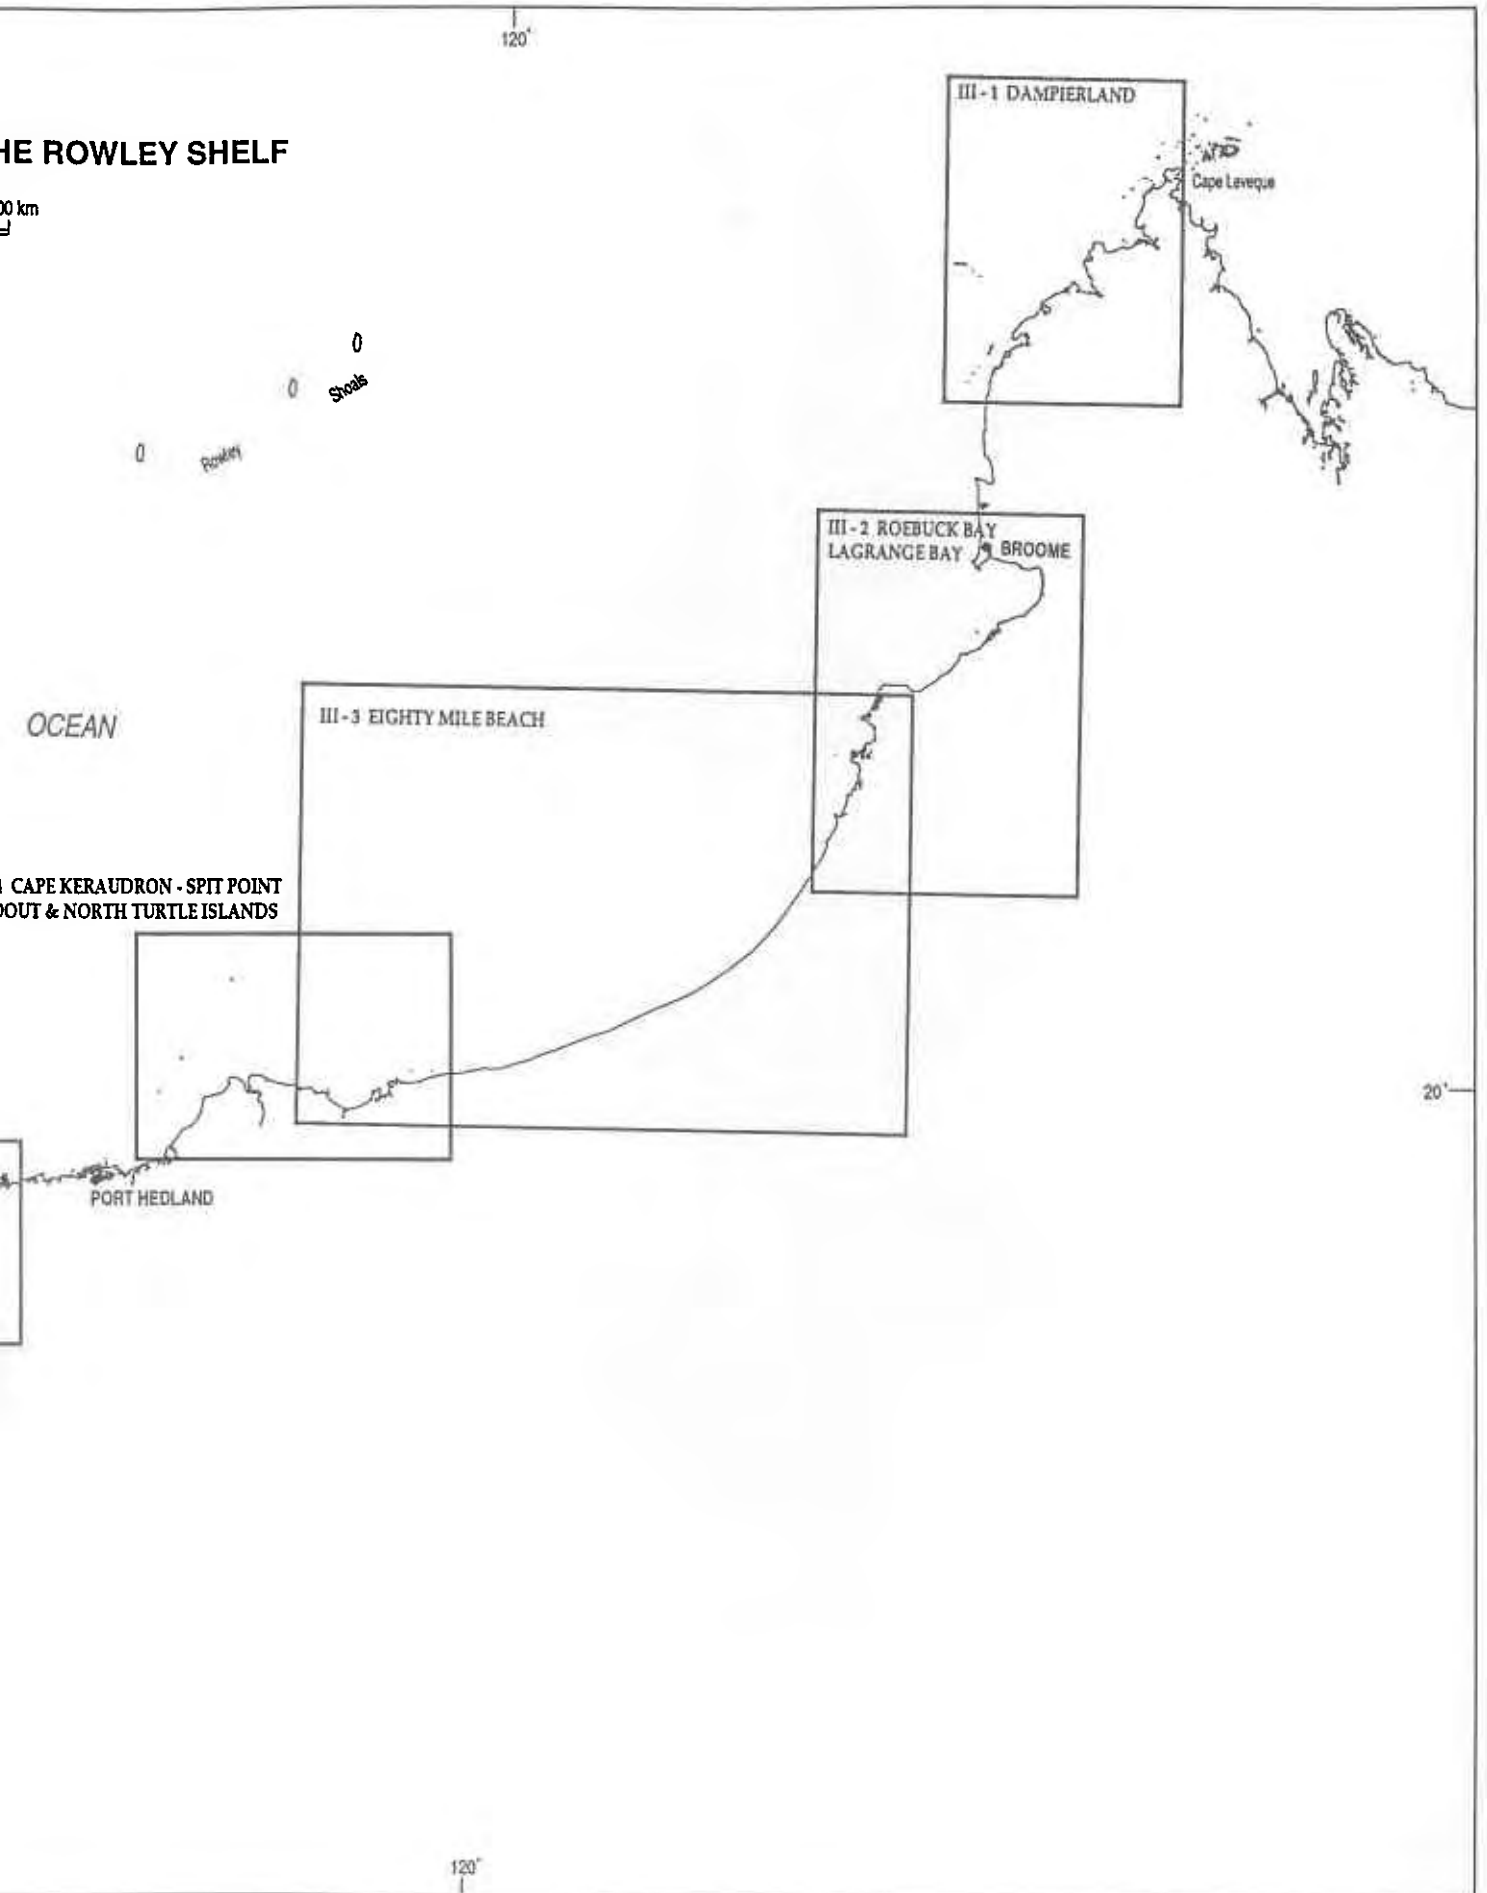 120°
III - 1 DAMPIERLAND
HE ROWLEY SHELF
Cape Leveque
00 km
Shoals
Rowley
III - 2 ROEBUCK BAY
LAGRANGE BAY
BROOME
OCEAN
III - 3 EIGHTY MILE BEACH
CAPE KERAUDRON - SPIT POINT
DOUT & NORTH TURTLE ISLANDS
20°
PORT HEDLAND
120°